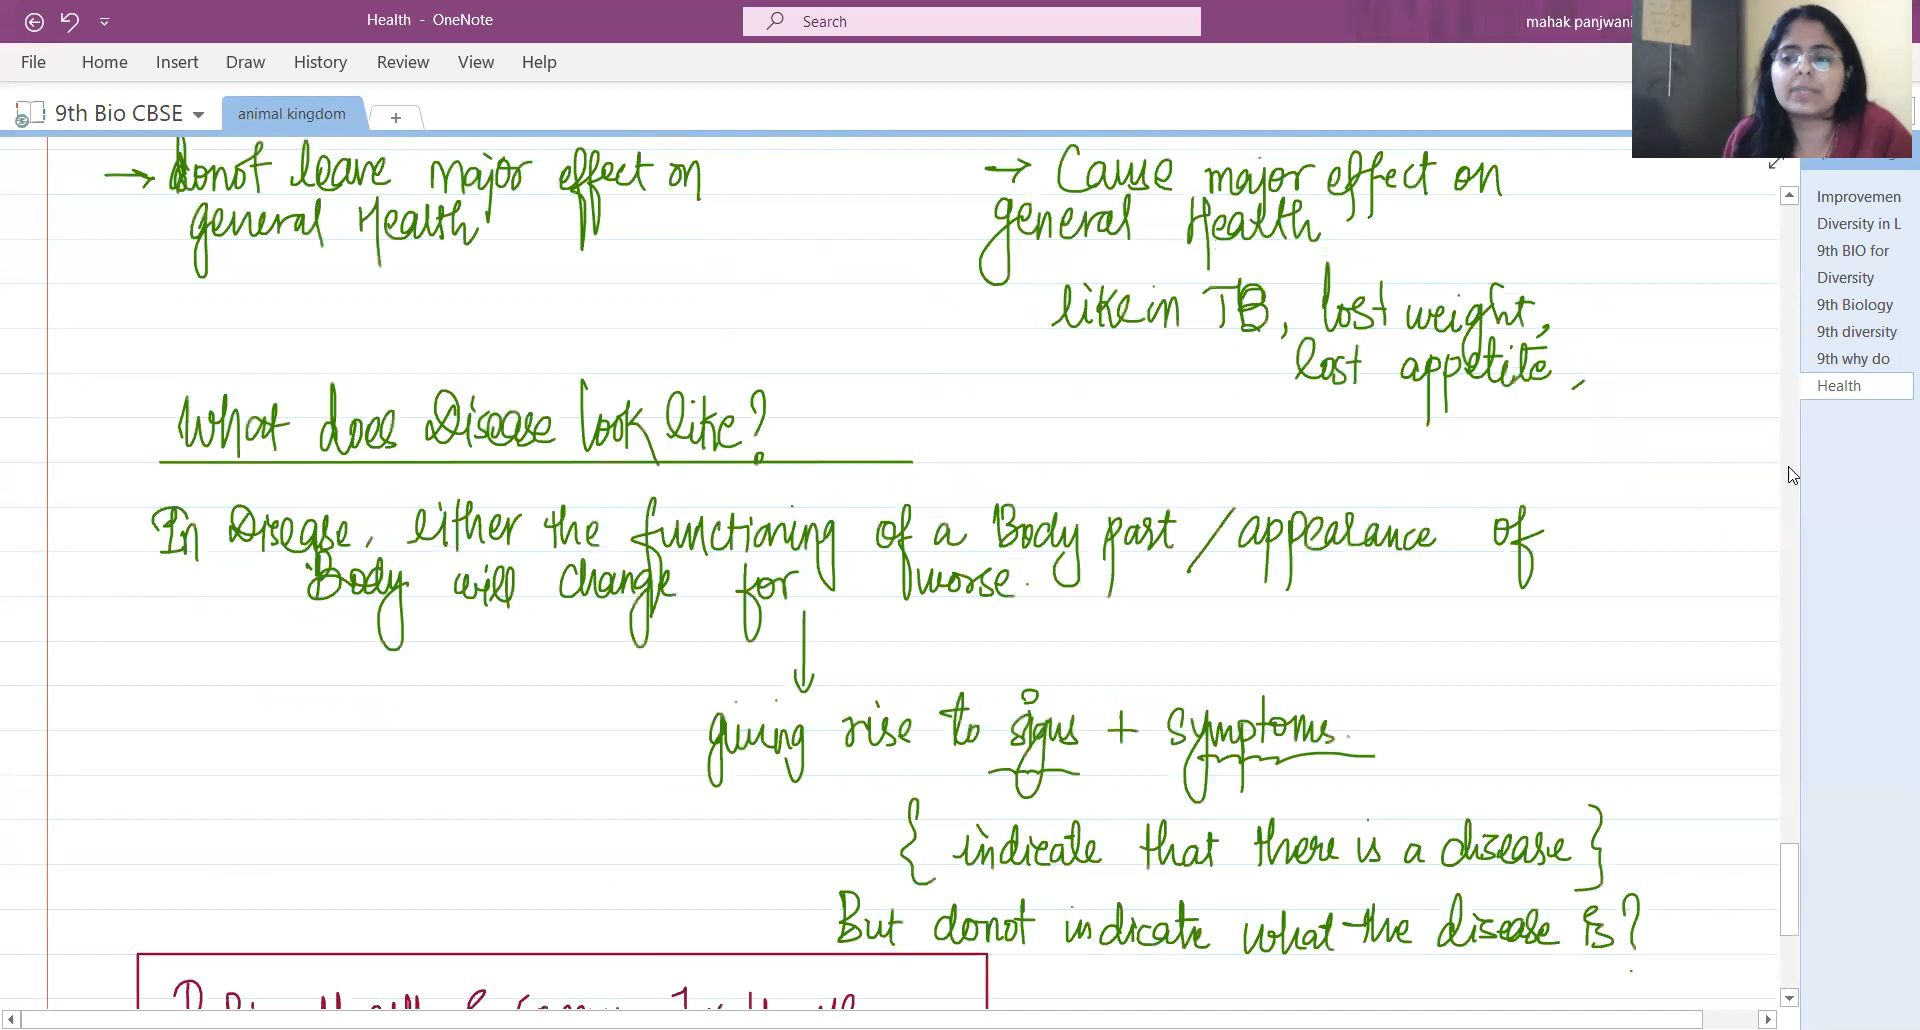 Health - OneNote
Search
mahak panjwani
File Home Insert Draw History Review View Help
9th Bio CBSE
animal kingdom
+
→ donot leave major effect on
general Health
→ Cause major effect on
general Health
like in TB, lost weight,
lost appetite,
What does Disease look like?
In Disease, either the functioning of a Body part / appearance of
Body will change for worse.
giving rise to signs + symptoms.
{ indicate that there is a disease }
But donot indicate what the disease is?
Improvemen
Diversity in L
9th BIO for
Diversity
9th Biology
9th diversity
9th why do
Health